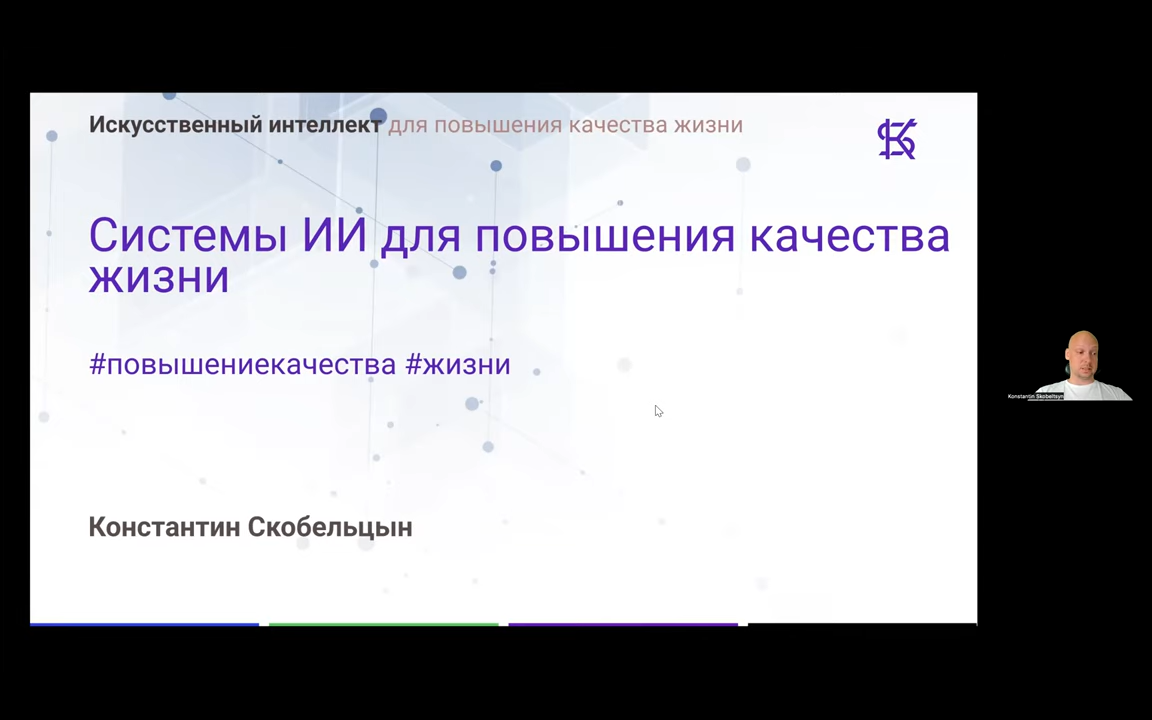 Искусственный интеллект для повышения качества жизни
Системы ИИ для повышения качества
жизни
#повышениекачества #жизни
Константин Скобельцын
Konstantin Skobeltsyn